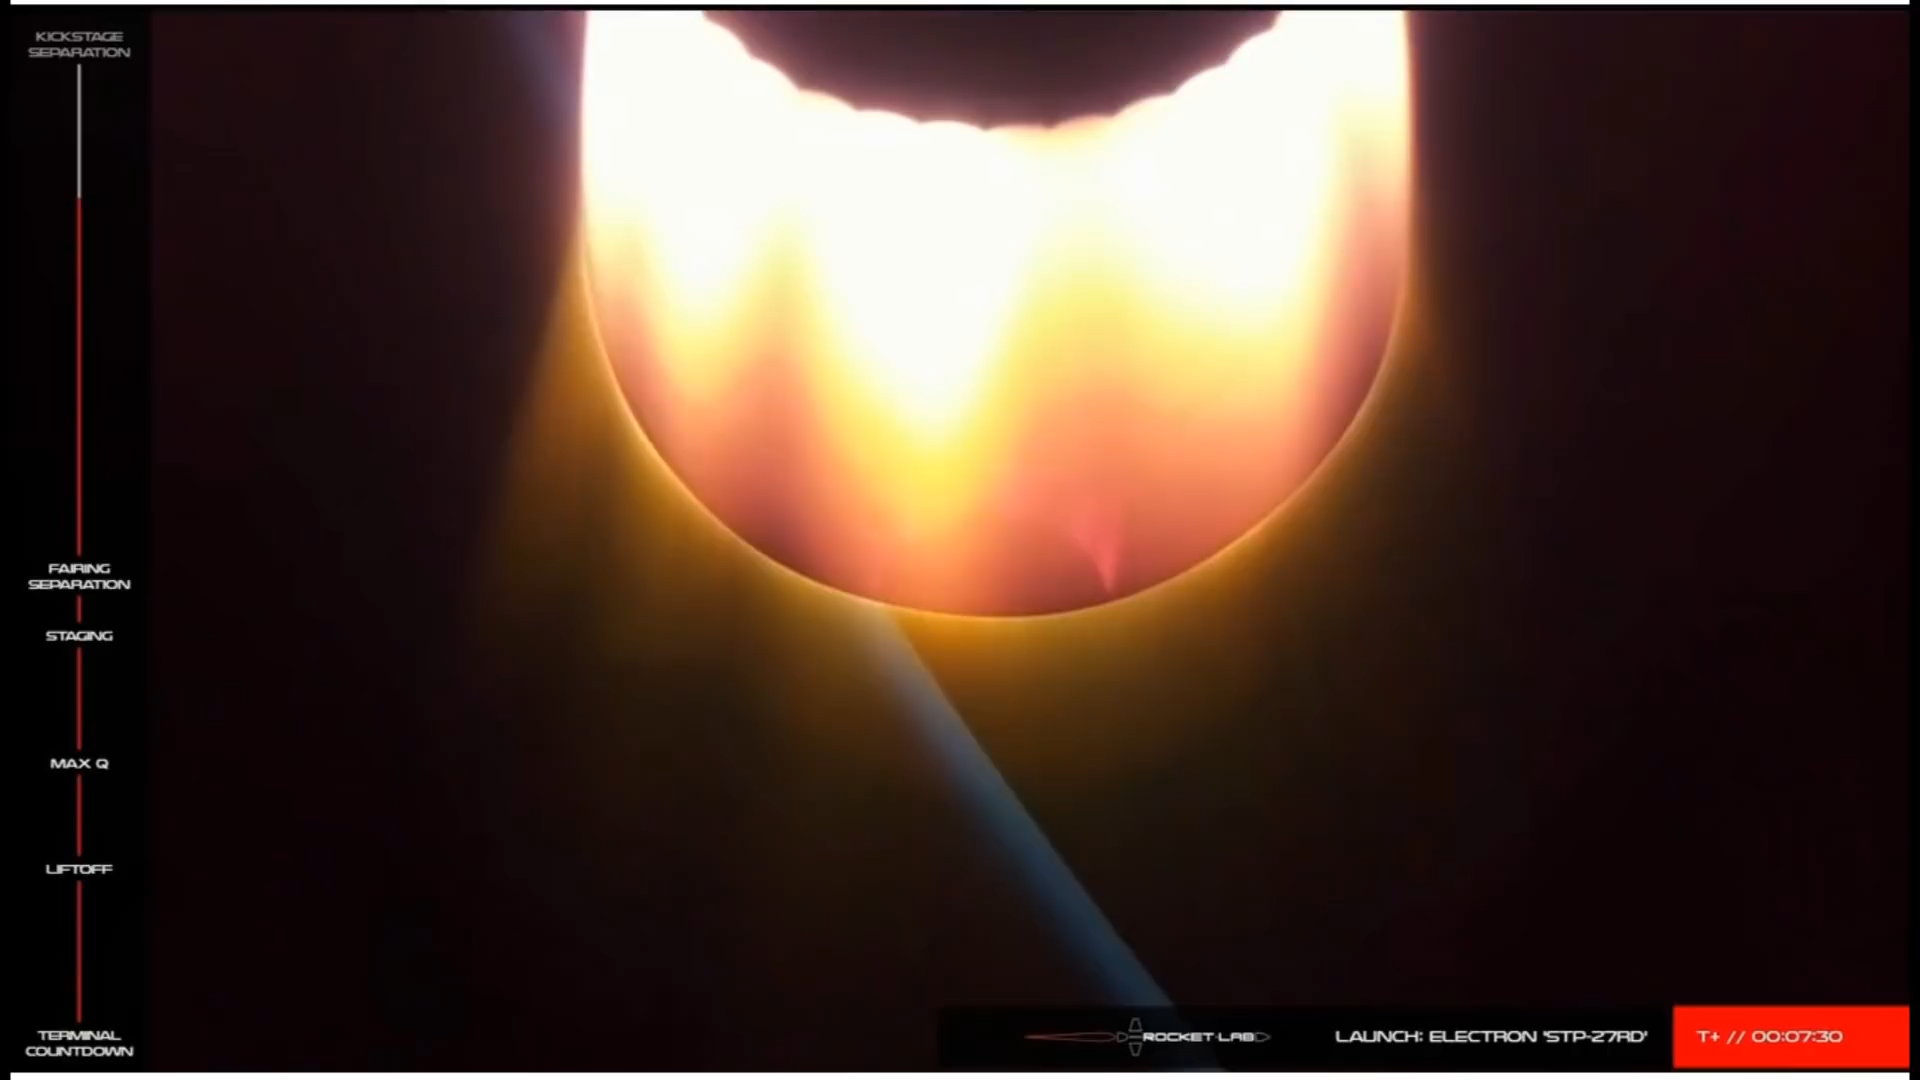 KICKSTAGE
SEPARATION
FAIRING
SEPARATION
STAGING
MAX Q
LIFTOFF
TERMINAL
COUNTDOWN
ROCKET LAB
LAUNCH: ELECTRON 'STP-27RD'
T+ // 00:07:30